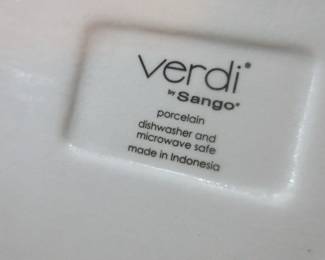 verdi®
by Sango®
porcelain
dishwasher and
microwave safe
made in Indonesia